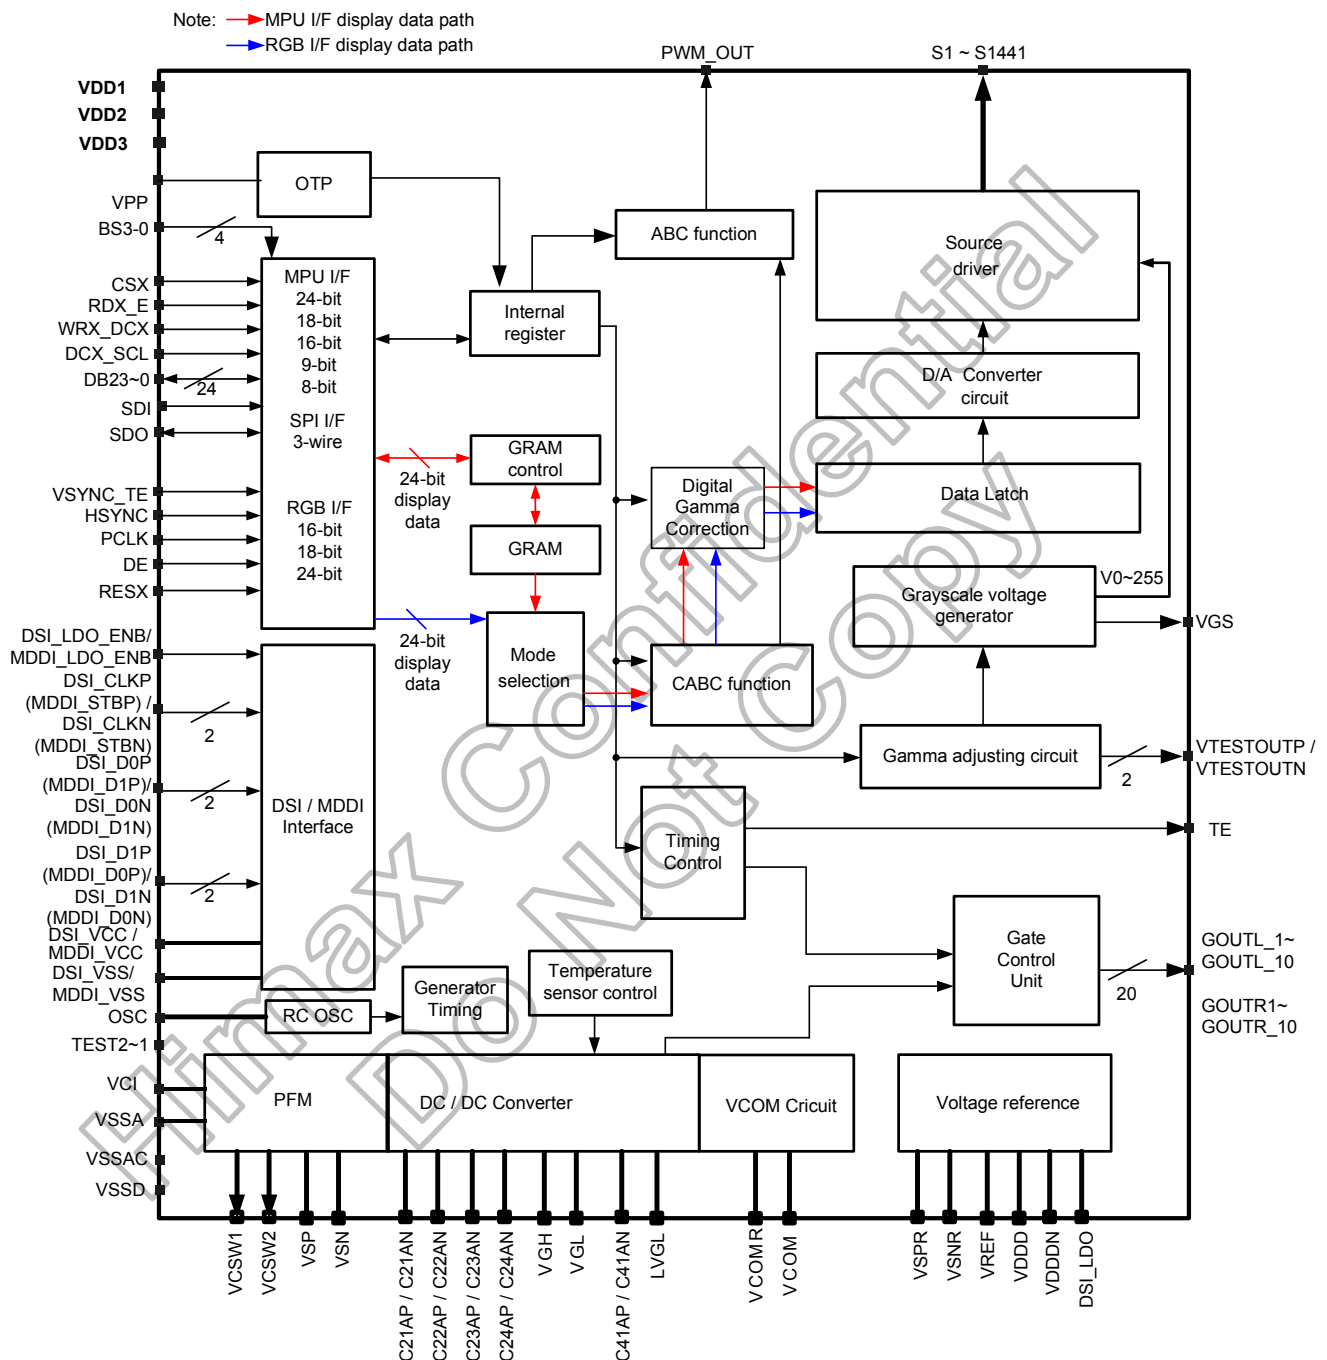 Note: MPU I/F display data path
RGB I/F display data path
PWM_OUT
S1 ~ S1441
VDD1
VDD2
VDD3
VPP
BS3-0
4
CSX
RDX_E
WRX_DCX
DCX_SCL
DB23~0
24
SDI
SDO
VSYNC_TE
HSYNC
PCLK
DE
RESX
DSI_LDO_ENB/
MDDI_LDO_ENB
DSI_CLKP
(MDDI_STBP) /
DSI_CLKN
(MDDI_STBN)
2
DSI_D0P
(MDDI_D1P)/
DSI_D0N
(MDDI_D1N)
2
DSI_D1P
(MDDI_D0P)/
DSI_D1N
(MDDI_D0N)
2
DSI_VCC /
MDDI_VCC
DSI_VSS/
MDDI_VSS
OSC
TEST2~1
VCI
VSSA
VSSAC
VSSD
OTP
MPU I/F
24-bit
18-bit
16-bit
9-bit
8-bit
SPI I/F
3-wire
RGB I/F
16-bit
18-bit
24-bit
DSI / MDDI
Interface
RC OSC
Generator
Timing
Temperature
sensor control
Internal
register
ABC function
GRAM
control
24-bit
display
data
GRAM
24-bit
display
data
Mode
selection
Digital
Gamma
Correction
CABC function
Timing
Control
Source
driver
D/A Converter
circuit
Data Latch
Grayscale voltage
generator
V0~255
VGS
Gamma adjusting circuit
2
VTESTOUTP /
VTESTOUTN
TE
Gate
Control
Unit
20
GOUTL_1~
GOUTL_10
GOUTR1~
GOUTR_10
PFM
DC / DC Converter
VCOM Cricuit
Voltage reference
VCSW1
VCSW2
VSP
VSN
C21AP / C21AN
C22AP / C22AN
C23AP / C23AN
C24AP / C24AN
VGH
VGL
C41AP / C41AN
LVGL
VCOMR
VCOM
VSPR
VSNR
VREF
VDDD
VDDDN
DSI_LDO
Himax Confidential
Do Not Copy